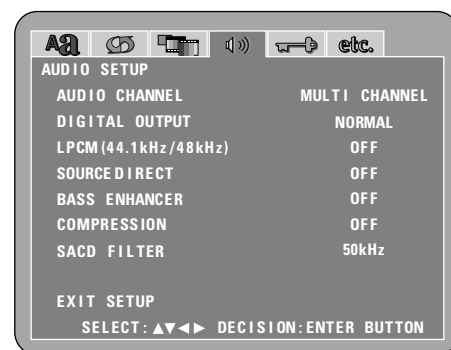 Aa etc.
AUDIO SETUP
AUDIO CHANNEL MULTI CHANNEL
DIGITAL OUTPUT NORMAL
LPCM (44.1kHz/48kHz) OFF
SOURCE DIRECT OFF
BASS ENHANCER OFF
COMPRESSION OFF
SACD FILTER 50kHz
EXIT SETUP
SELECT:▲▼◄► DECISION:ENTER BUTTON